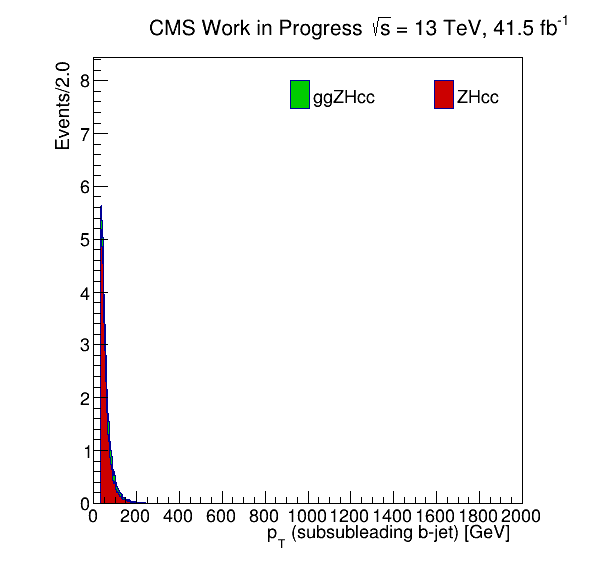 CMS Work in Progress √s = 13 TeV, 41.5 fb⁻¹
Events/2.0
ggZHcc
ZHcc
8
7
6
5
4
3
2
1
0
0 200 400 600 800 1000 1200 1400 1600 1800 2000
p_T (subsubleading b-jet) [GeV]